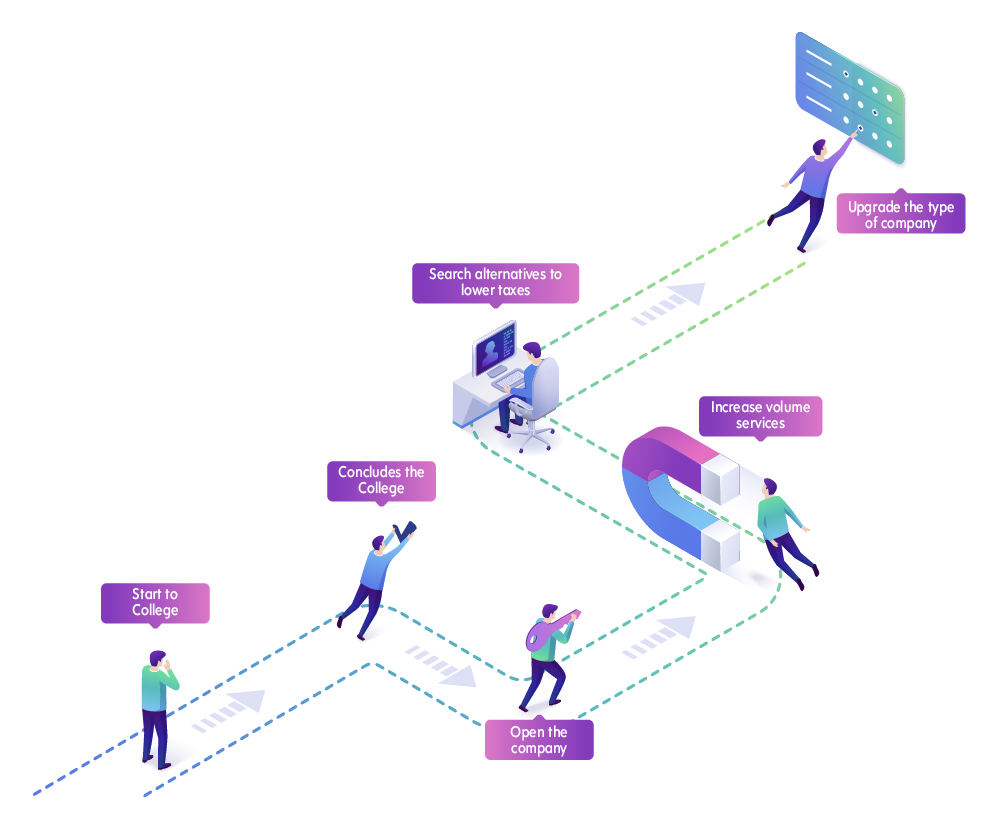 Start to
College
Concludes the
College
Open the
company
Increase volume
services
Search alternatives to
lower taxes
Upgrade the type
of company